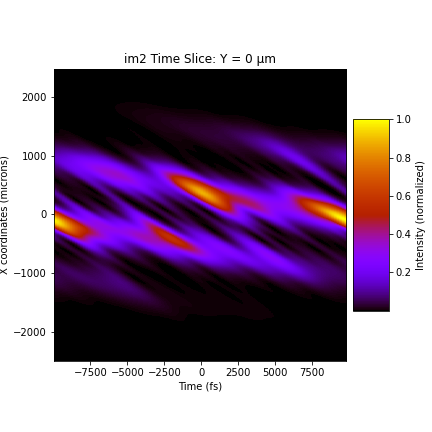 im2 Time Slice: Y = 0 μm
2000
1000
0
−1000
−2000
X coordinates (microns)
−7500 −5000 −2500 0 2500 5000 7500
Time (fs)
1.0
0.8
0.6
0.4
0.2
Intensity (normalized)